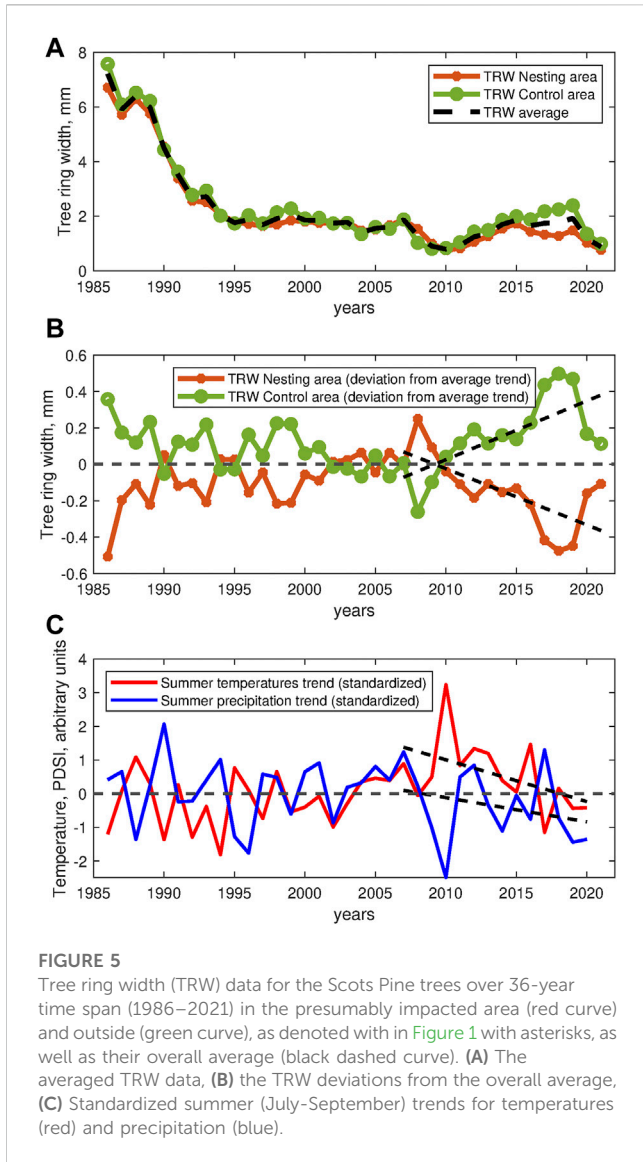 A
Tree ring width, mm
8
6
4
2
0
TRW Nesting area
TRW Control area
TRW average
1985 1990 1995 2000 2005 2010 2015 2020
years
B
Tree ring width, mm
0.6
0.4
0.2
0
-0.2
-0.4
-0.6
TRW Nesting area (deviation from average trend)
TRW Control area (deviation from average trend)
1985 1990 1995 2000 2005 2010 2015 2020
years
C
Temperature, PDSI, arbitrary units
4
3
2
1
0
-1
-2
Summer temperatures trend (standardized)
Summer precipitation trend (standardized)
1985 1990 1995 2000 2005 2010 2015 2020
years
FIGURE 5
Tree ring width (TRW) data for the Scots Pine trees over 36-year
time span (1986–2021) in the presumably impacted area (red curve)
and outside (green curve), as denoted with in Figure 1 with asterisks, as
well as their overall average (black dashed curve). (A) The
averaged TRW data, (B) the TRW deviations from the overall average,
(C) Standardized summer (July-September) trends for temperatures
(red) and precipitation (blue).